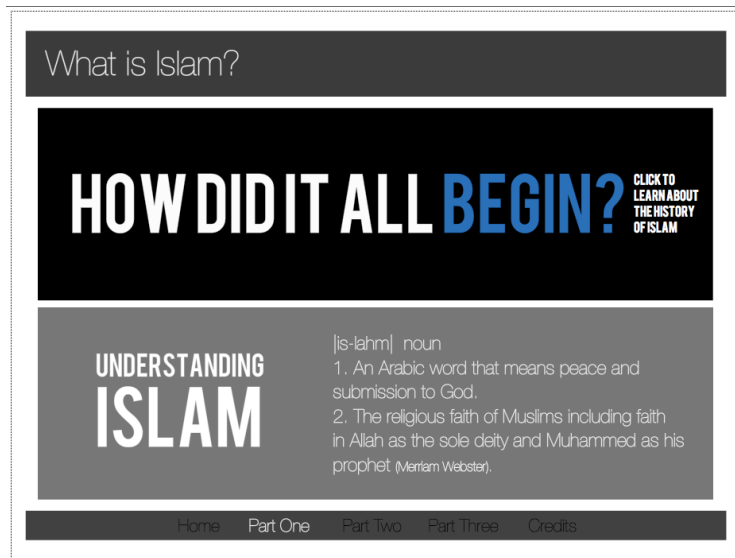 What is Islam?
HOW DID IT ALL BEGIN?
CLICK TO
LEARN ABOUT
THE HISTORY
OF ISLAM
UNDERSTANDING
ISLAM
|is-lahm| noun
1. An Arabic word that means peace and
submission to God.
2. The religious faith of Muslims including faith
in Allah as the sole deity and Muhammed as his
prophet (Merriam Webster).
Home Part One Part Two Part Three Credits